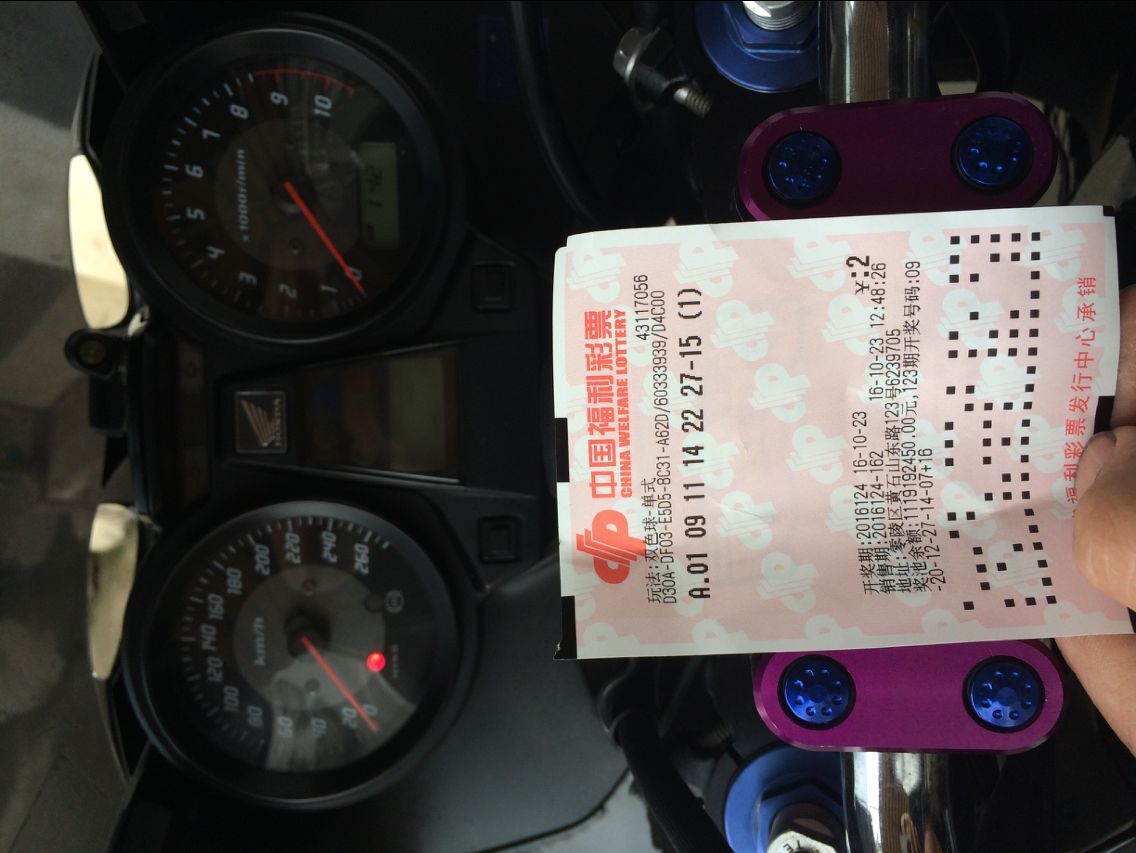 中国福利彩票
CHINA WELFARE LOTTERY
玩法:双色球-单式 43117056
D30A-DF03-E5D5-8C31-A62D/60333939/D4C00
A.01 09 11 14 22 27-15 (1)
¥:2
开奖期:2016124 16-10-23
销售期:2016124-162 16-10-23 12:48:26
地址:零陵区黄石山东路123号6239705
奖池余额:1119192450.00元,123期开奖号码:09
-20-12-27-14-07+16
福利彩票发行中心承销
x1000r/min
0 1 2 3 4 5 6 7 8 9 10
142
HONDA
km/h
0 20 40 60 80 100 120 140 160 180 200 220 240 260
HISS